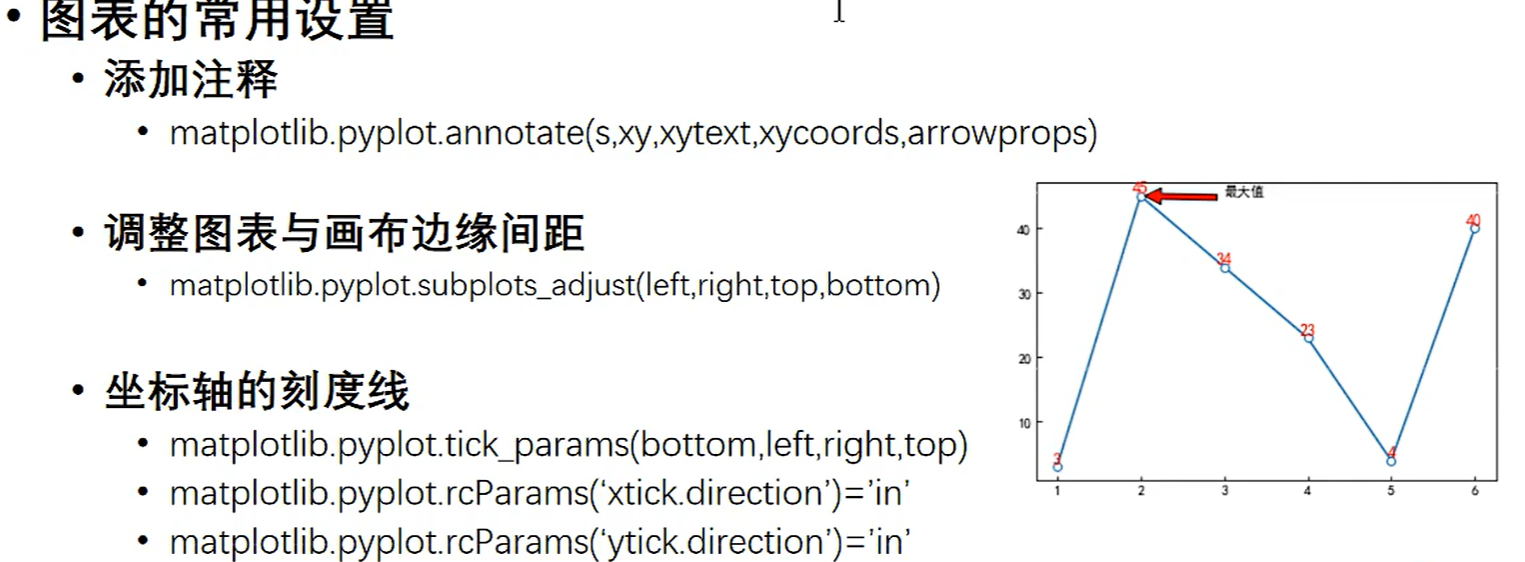 • 图表的常用设置
• 添加注释
• matplotlib.pyplot.annotate(s,xy,xytext,xycoords,arrowprops)
• 调整图表与画布边缘间距
• matplotlib.pyplot.subplots_adjust(left,right,top,bottom)
• 坐标轴的刻度线
• matplotlib.pyplot.tick_params(bottom,left,right,top)
• matplotlib.pyplot.rcParams(‘xtick.direction’)=’in’
• matplotlib.pyplot.rcParams(‘ytick.direction’)=’in’
45 最大值
40 40
34
30
23
20
10
3 4
1 2 3 4 5 6